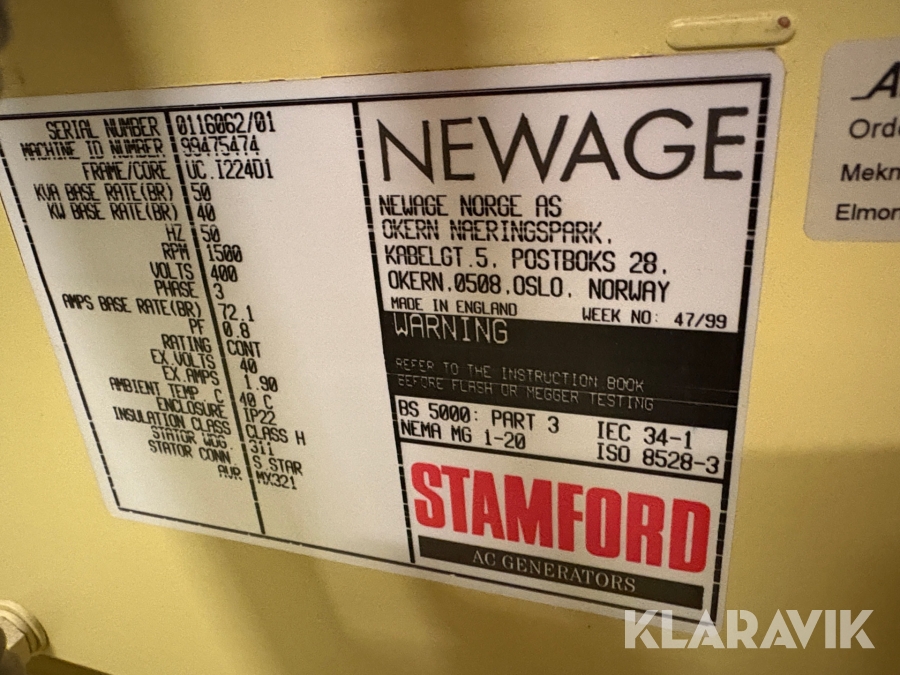 SERIAL NUMBER 0116062/01
MACHINE ID NUMBER 99475474
FRAME/CORE UC.I224D1
KVA BASE RATE(BR) 50
KW BASE RATE(BR) 40
HZ 50
RPM 1500
VOLTS 400
PHASE 3
AMPS BASE RATE(BR) 72.1
PF 0.8
RATING CONT
EX.VOLTS 40
EX.AMPS 1.90
AMBIENT TEMP. C 40 C
ENCLOSURE IP22
INSULATION CLASS CLASS H
STATOR WDG. 311
STATOR CONN S.STAR
AVR MX321
NEWAGE
NEWAGE NORGE AS
OKERN NAERINGSPARK.
KABELGT.5. POSTBOKS 28.
OKERN.0508.OSLO. NORWAY
MADE IN ENGLAND WEEK NO: 47/99
WARNING
REFER TO THE INSTRUCTION BOOK
BEFORE FLASH OR MEGGER TESTING
BS 5000: PART 3 IEC 34-1
NEMA MG 1-20 ISO 8528-3
STAMFORD
AC GENERATORS
A
Orde
Mekn
Elmon
KLARAVIK